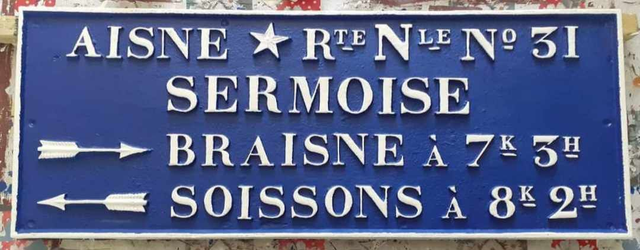 AISNE ★ RTE NLE NO 31
SERMOISE
BRAISNE À 7K 3H
SOISSONS À 8K 2H